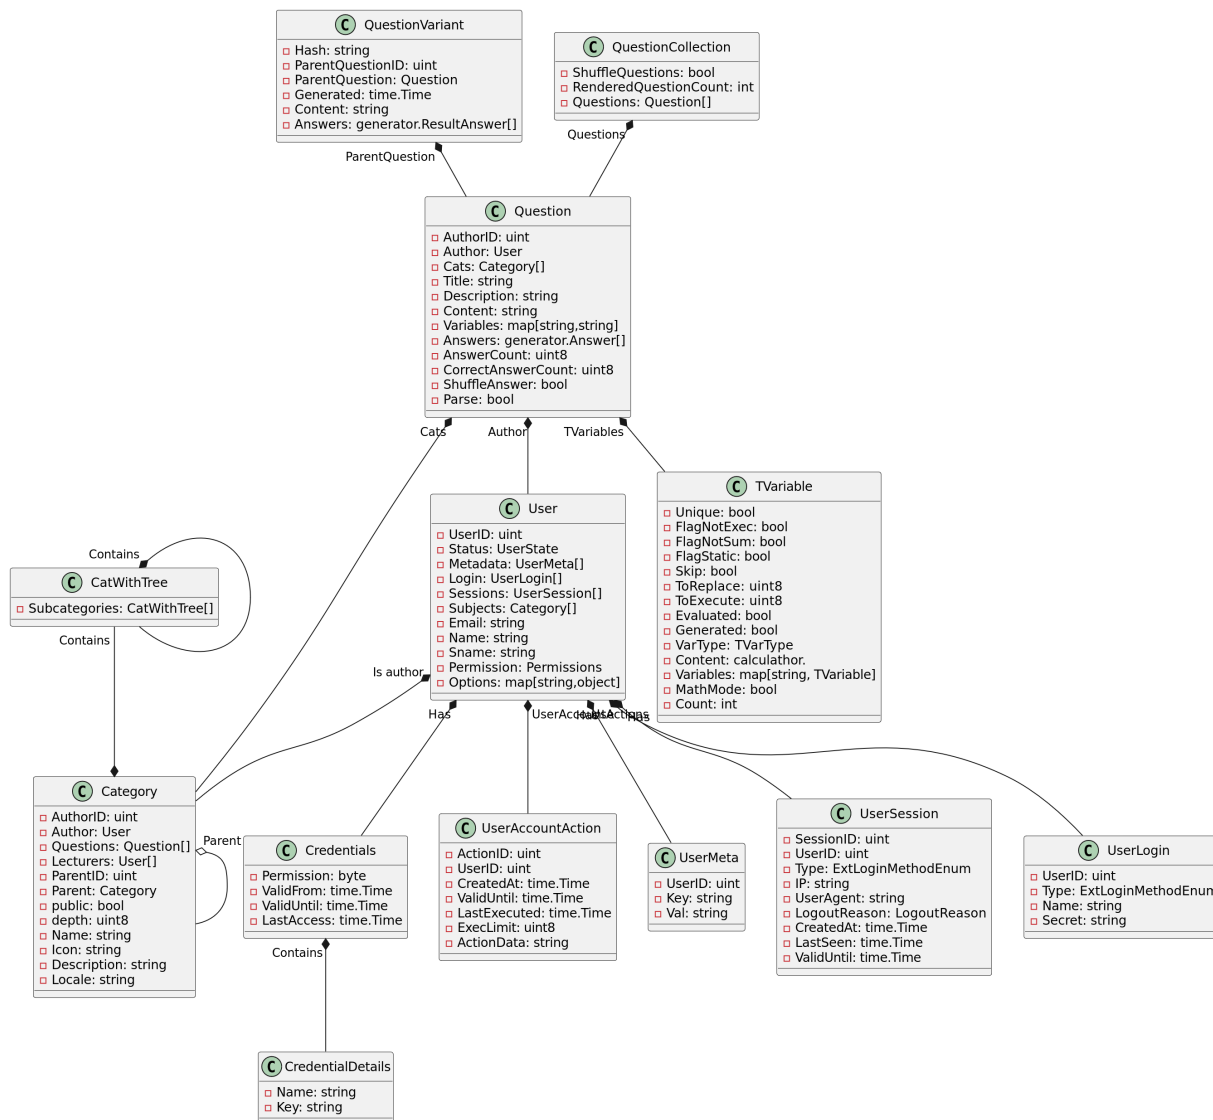 QuestionVariant
Hash: string
ParentQuestionID: uint
ParentQuestion: Question
Generated: time.Time
Content: string
Answers: generator.ResultAnswer[]
QuestionCollection
ShuffleQuestions: bool
RenderedQuestionCount: int
Questions: Question[]
ParentQuestion
Questions
Question
AuthorID: uint
Author: User
Cats: Category[]
Title: string
Description: string
Content: string
Variables: map[string,string]
Answers: generator.Answer[]
AnswerCount: uint8
CorrectAnswerCount: uint8
ShuffleAnswer: bool
Parse: bool
Cats
Author
TVariables
User
UserID: uint
Status: UserState
Metadata: UserMeta[]
Login: UserLogin[]
Sessions: UserSession[]
Subjects: Category[]
Email: string
Name: string
Sname: string
Permission: Permissions
Options: map[string,object]
TVariable
Unique: bool
FlagNotExec: bool
FlagNotSum: bool
FlagStatic: bool
Skip: bool
ToReplace: uint8
ToExecute: uint8
Evaluated: bool
Generated: bool
VarType: TVarType
Content: calculathor.
Variables: map[string, TVariable]
MathMode: bool
Count: int
Contains
CatWithTree
Subcategories: CatWithTree[]
Contains
Is author
Has
Has
Category
AuthorID: uint
Author: User
Questions: Question[]
Lecturers: User[]
ParentID: uint
Parent: Category
public: bool
depth: uint8
Name: string
Icon: string
Description: string
Locale: string
Parent
Credentials
Permission: byte
ValidFrom: time.Time
ValidUntil: time.Time
LastAccess: time.Time
Contains
UserAccountAction
ActionID: uint
UserID: uint
CreatedAt: time.Time
ValidUntil: time.Time
LastExecuted: time.Time
ExecLimit: uint8
ActionData: string
UserMeta
UserID: uint
Key: string
Val: string
UserSession
SessionID: uint
UserID: uint
Type: ExtLoginMethodEnum
IP: string
UserAgent: string
LogoutReason: LogoutReason
CreatedAt: time.Time
LastSeen: time.Time
ValidUntil: time.Time
UserLogin
UserID: uint
Type: ExtLoginMethodEnum
Name: string
Secret: string
CredentialDetails
Name: string
Key: string